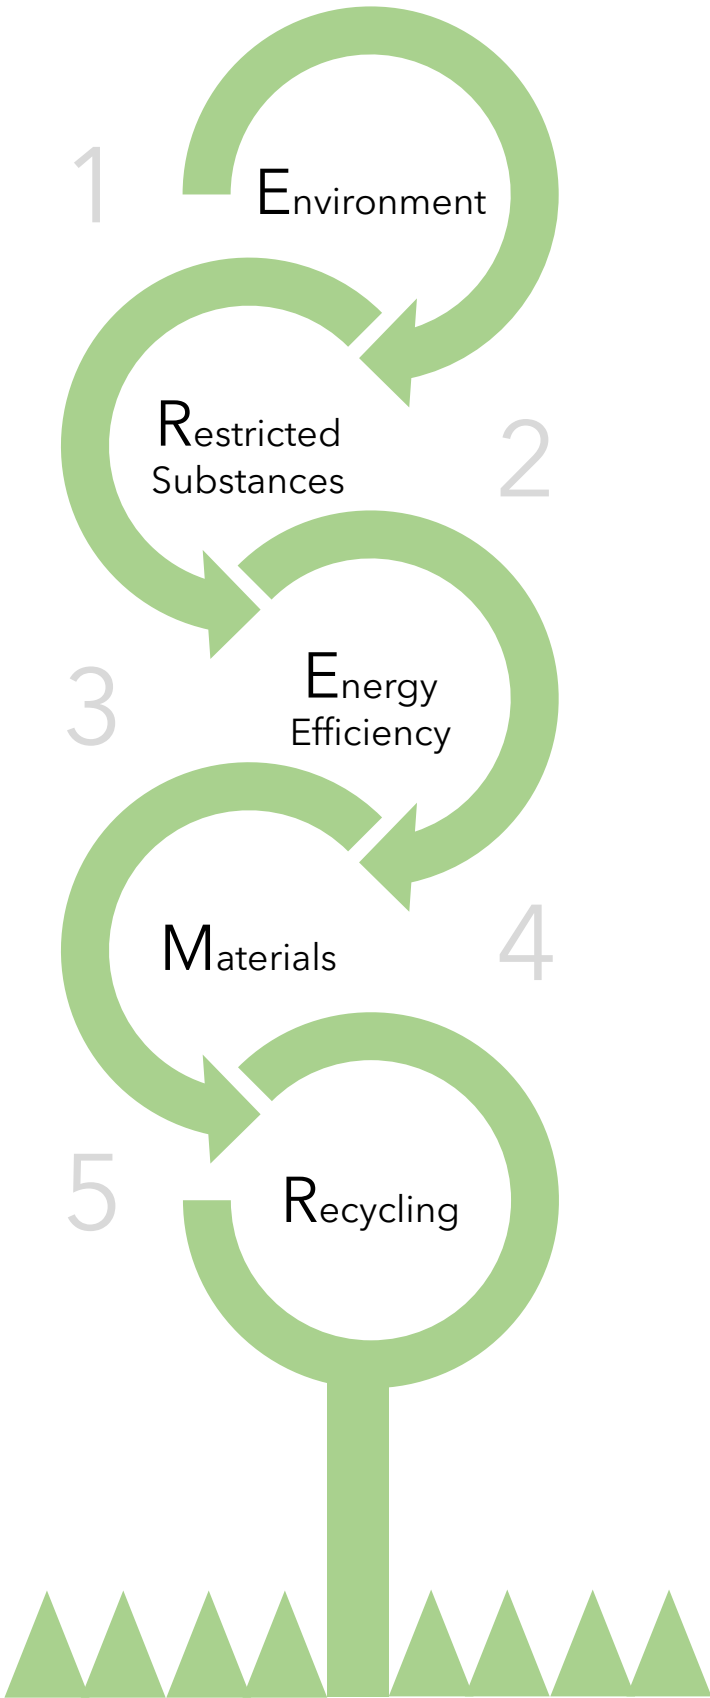 1
Environment
Restricted
Substances
2
3
Energy
Efficiency
Materials
4
5
Recycling